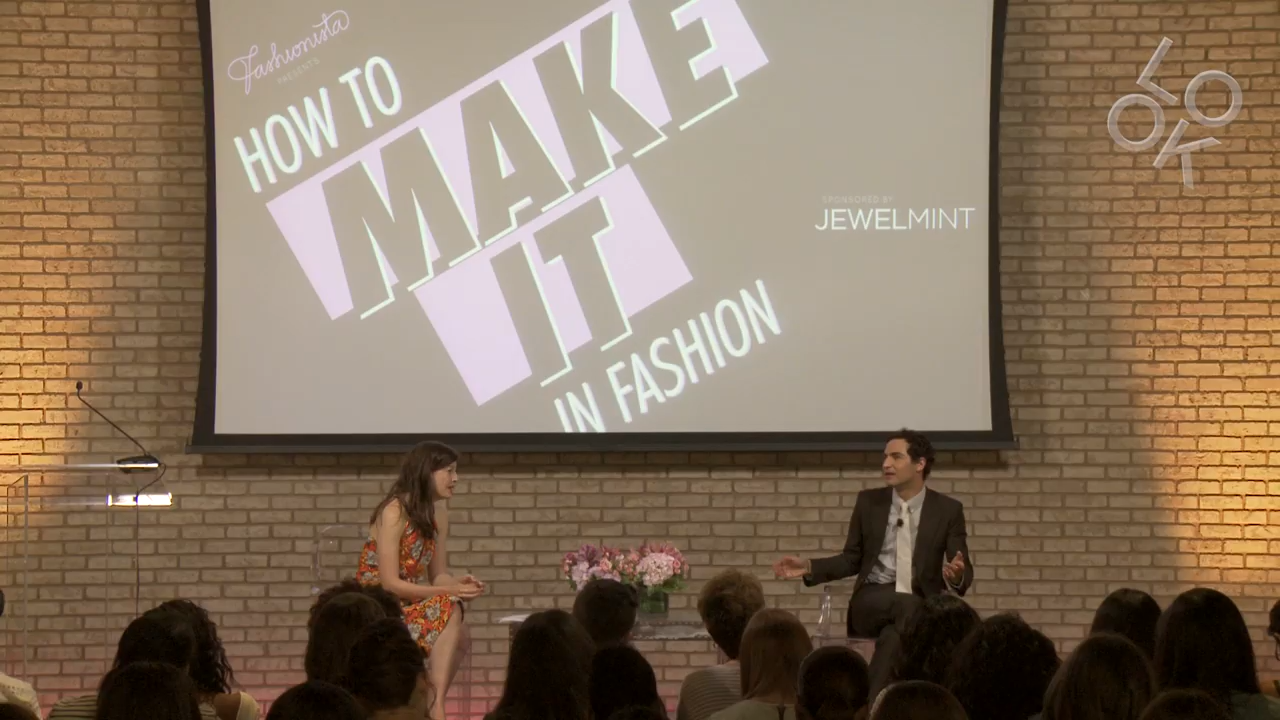 Fashionista
PRESENTS
HOW TO
MAKE
IT
IN FASHION
SPONSORED BY
JEWELMINT
LOOK